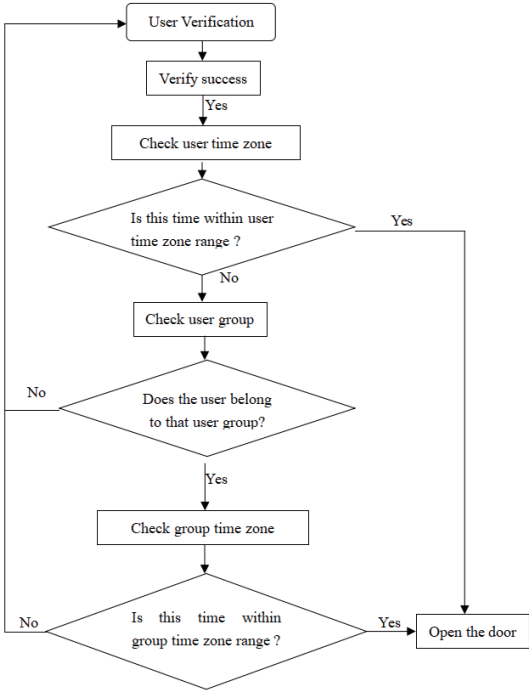 User Verification
Verify success
Yes
Check user time zone
Is this time within user
time zone range ?
Yes
No
Check user group
No
Does the user belong
to that user group?
Yes
Check group time zone
No
Is this time within
group time zone range ?
Yes
Open the door